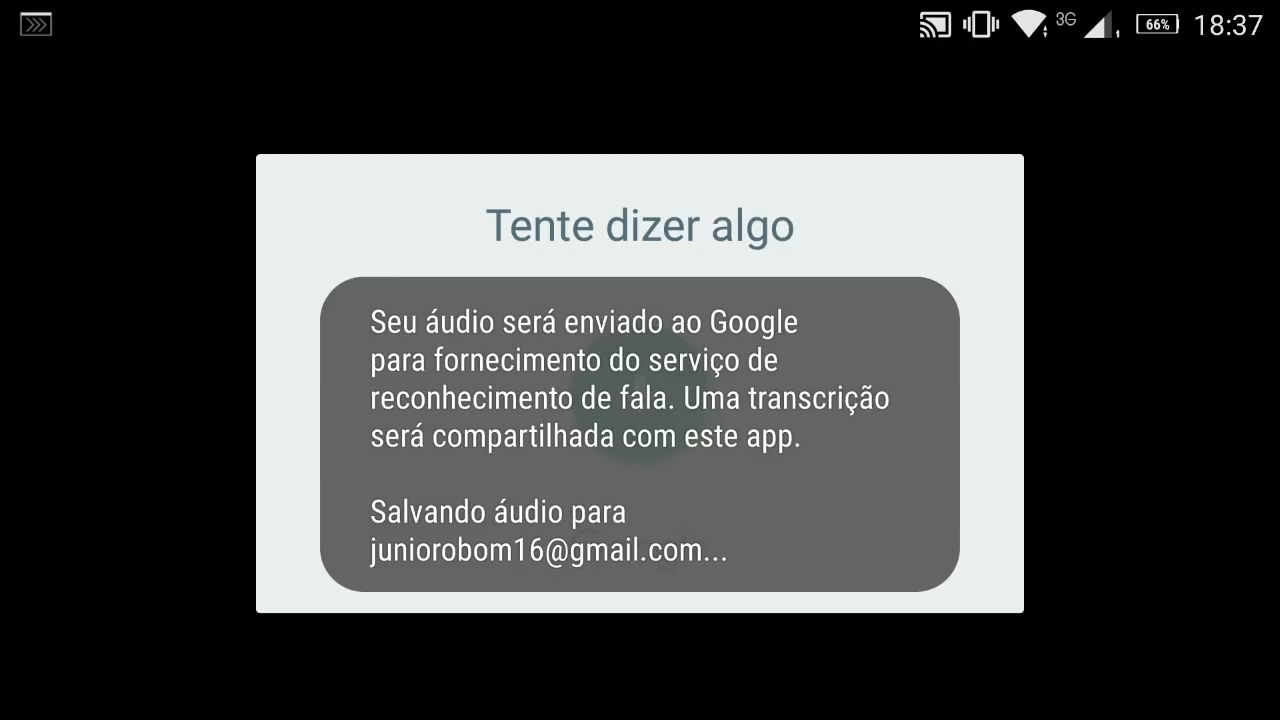 3G
66%
18:37
Tente dizer algo
Seu áudio será enviado ao Google
para fornecimento do serviço de
reconhecimento de fala. Uma transcrição
será compartilhada com este app.
Salvando áudio para
juniorobom16@gmail.com...